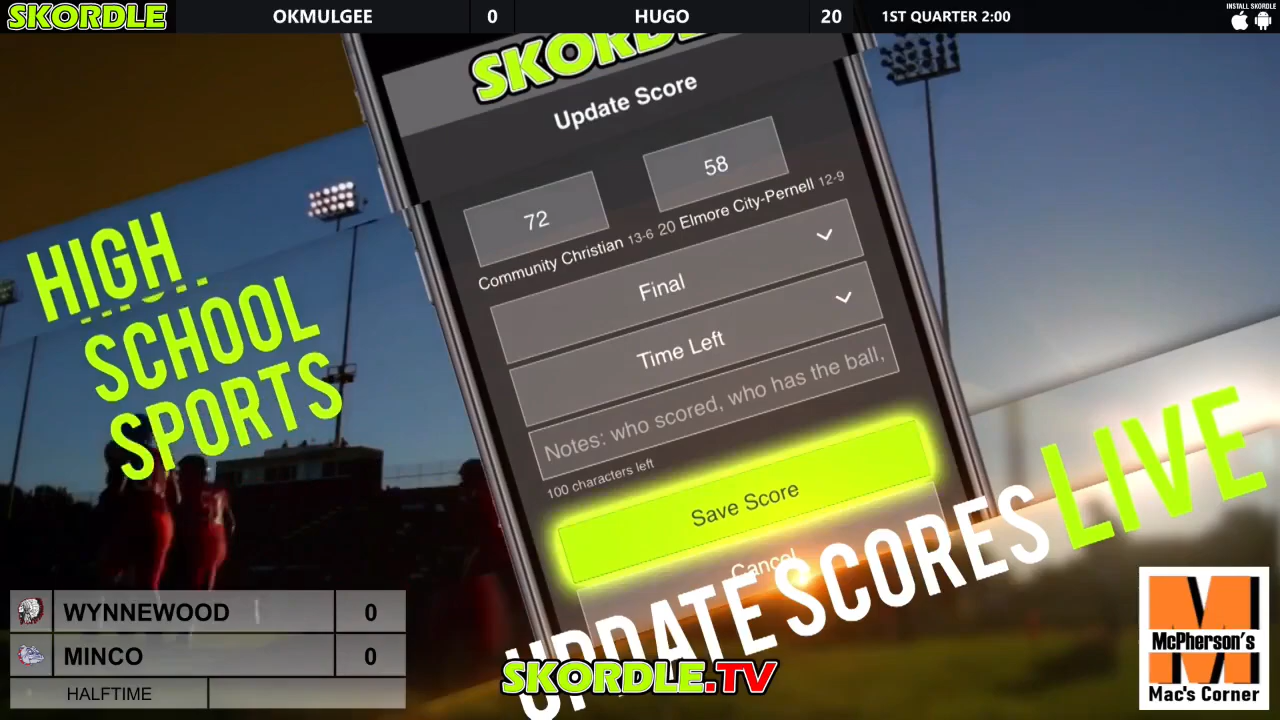 SKORDLE OKMULGEE 0 HUGO 20 1ST QUARTER 2:00 INSTALL SKORDLE
SKORDLE
Update Score
72 58
Community Christian 13-6 20 Elmore City-Pernell 12-9
Final
Time Left
Notes: who scored, who has the ball,
100 characters left
Save Score
Cancel
HIGH
SCHOOL
SPORTS
UPDATE SCORES LIVE
WYNNEWOOD 0
MINCO 0
HALFTIME
SKORDLE.TV
McPherson's
Mac's Corner